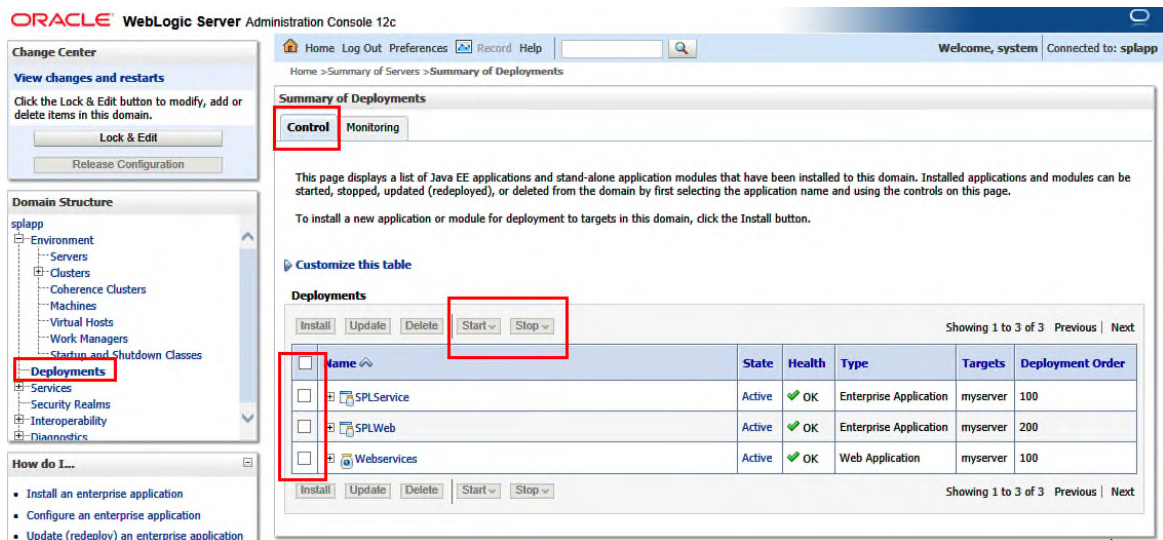 ORACLE WebLogic Server Administration Console 12c
Change Center
View changes and restarts
Click the Lock & Edit button to modify, add or
delete items in this domain.
Lock & Edit
Release Configuration
Domain Structure
splapp
Environment
Servers
Clusters
Coherence Clusters
Machines
Virtual Hosts
Work Managers
Startup and Shutdown Classes
Deployments
Services
Security Realms
Interoperability
Diagnostics
How do I...
Install an enterprise application
Configure an enterprise application
Update (redeploy) an enterprise application
Home Log Out Preferences Record Help
Welcome, system Connected to: splapp
Home >Summary of Servers >Summary of Deployments
Summary of Deployments
Control Monitoring
This page displays a list of Java EE applications and stand-alone application modules that have been installed to this domain. Installed applications and modules can be
started, stopped, updated (redeployed), or deleted from the domain by first selecting the application name and using the controls on this page.
To install a new application or module for deployment to targets in this domain, click the Install button.
Customize this table
Deployments
Install Update Delete Start Stop Showing 1 to 3 of 3 Previous | Next
Name State Health Type Targets Deployment Order
SPLService Active OK Enterprise Application myserver 100
SPLWeb Active OK Enterprise Application myserver 200
Webservices Active OK Web Application myserver 100
Install Update Delete Start Stop Showing 1 to 3 of 3 Previous | Next